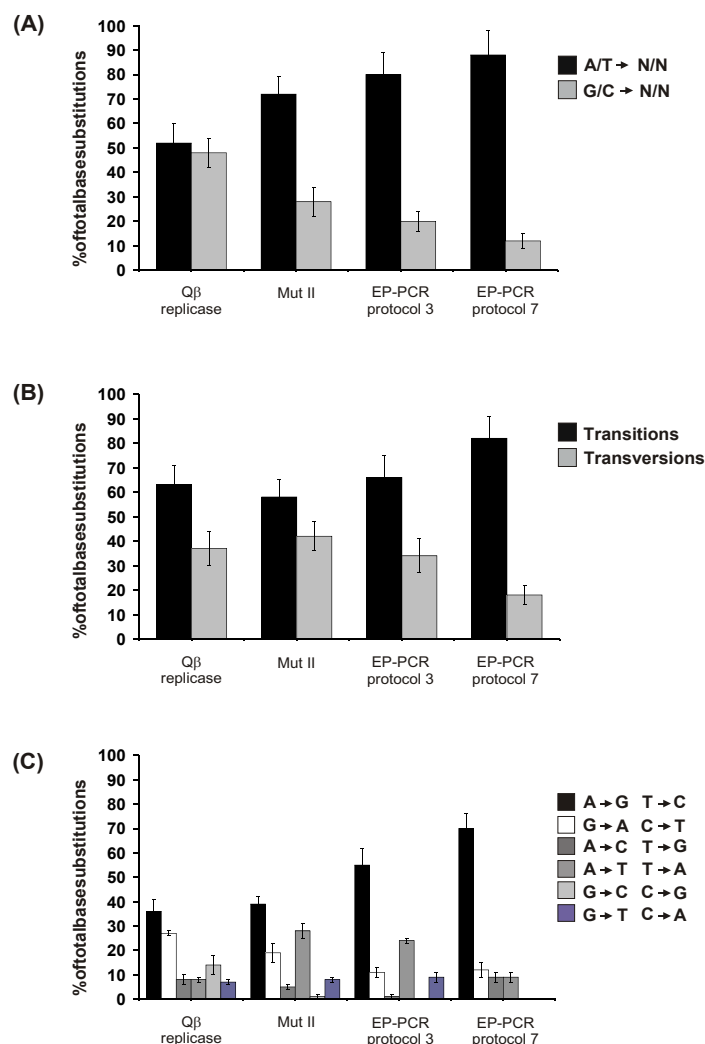 (A)
%oftotalbasesubstitutions
100
90
80
70
60
50
40
30
20
10
0
Qβ
replicase
Mut II
EP-PCR
protocol 3
EP-PCR
protocol 7
A/T → N/N
G/C → N/N
(B)
%oftotalbasesubstitutions
100
90
80
70
60
50
40
30
20
10
0
Qβ
replicase
Mut II
EP-PCR
protocol 3
EP-PCR
protocol 7
Transitions
Transversions
(C)
%oftotalbasesubstitutions
100
90
80
70
60
50
40
30
20
10
0
Qβ
replicase
Mut II
EP-PCR
protocol 3
EP-PCR
protocol 7
A→G T→C
G→A C→T
A→C T→G
A→T T→A
G→C C→G
G→T C→A